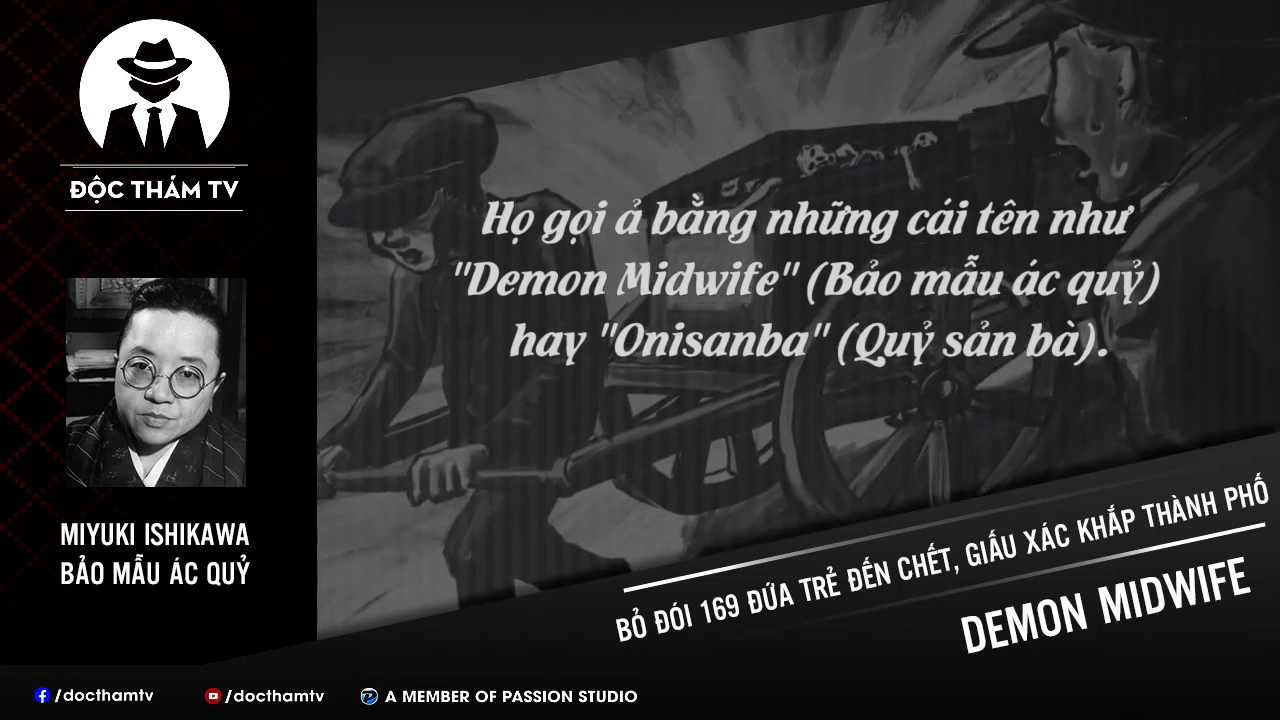 ĐỘC THÁM TV
MIYUKI ISHIKAWA
BẢO MẪU ÁC QUỶ
Họ gọi ả bằng những cái tên như
"Demon Midwife" (Bảo mẫu ác quỷ)
hay "Onisanba" (Quỷ sản bà).
BỎ ĐÓI 169 ĐỨA TRẺ ĐẾN CHẾT, GIẤU XÁC KHẮP THÀNH PHỐ
DEMON MIDWIFE
/docthamtv
/docthamtv
A MEMBER OF PASSION STUDIO